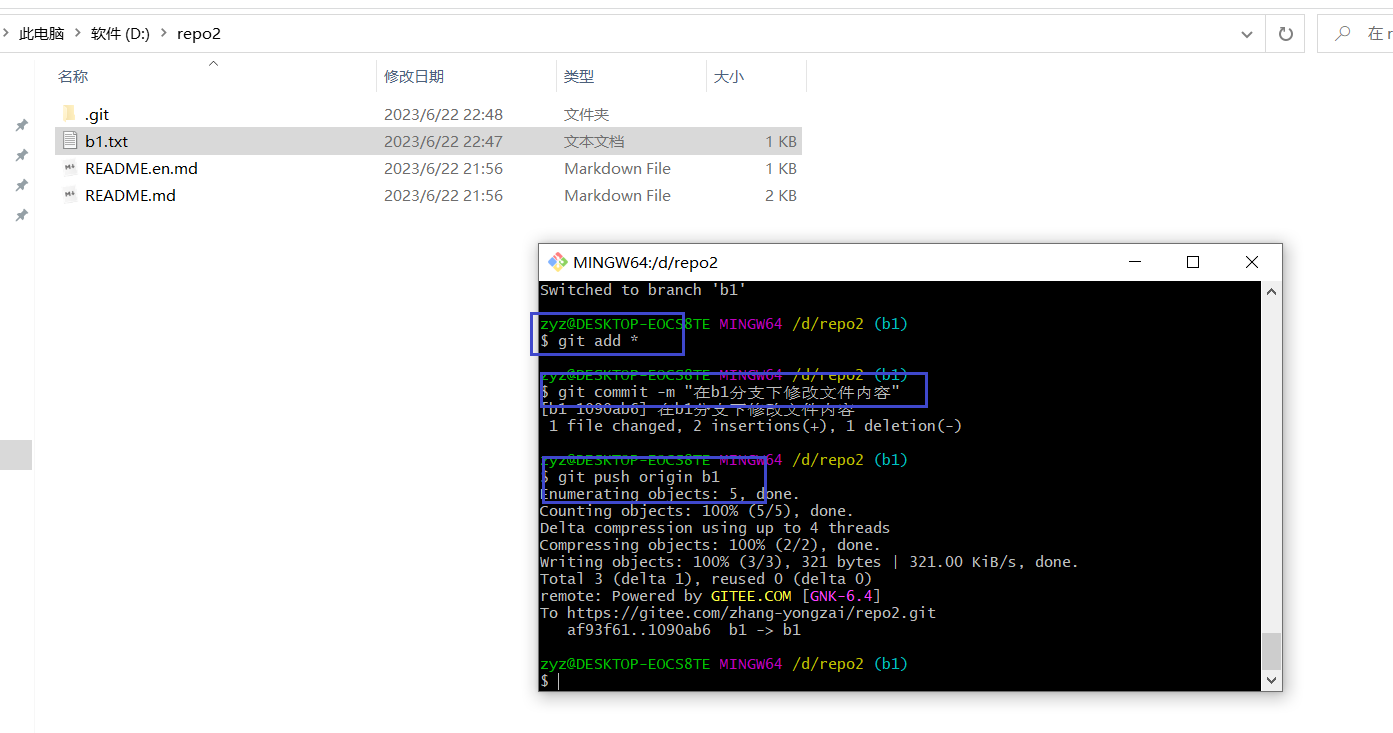 此电脑 > 软件 (D:) > repo2
在 r
名称 修改日期 类型 大小
.git 2023/6/22 22:48 文件夹
b1.txt 2023/6/22 22:47 文本文档 1 KB
README.en.md 2023/6/22 21:56 Markdown File 1 KB
README.md 2023/6/22 21:56 Markdown File 2 KB
MINGW64:/d/repo2
Switched to branch 'b1'
zyz@DESKTOP-EOCS8TE MINGW64 /d/repo2 (b1)
$ git add *
zyz@DESKTOP-EOCS8TE MINGW64 /d/repo2 (b1)
$ git commit -m "在b1分支下修改文件内容"
[b1 1090ab6] 在b1分支下修改文件内容
1 file changed, 2 insertions(+), 1 deletion(-)
zyz@DESKTOP-EOCS8TE MINGW64 /d/repo2 (b1)
$ git push origin b1
Enumerating objects: 5, done.
Counting objects: 100% (5/5), done.
Delta compression using up to 4 threads
Compressing objects: 100% (2/2), done.
Writing objects: 100% (3/3), 321 bytes | 321.00 KiB/s, done.
Total 3 (delta 1), reused 0 (delta 0)
remote: Powered by GITEE.COM [GNK-6.4]
To https://gitee.com/zhang-yongzai/repo2.git
af93f61..1090ab6 b1 -> b1
zyz@DESKTOP-EOCS8TE MINGW64 /d/repo2 (b1)
$